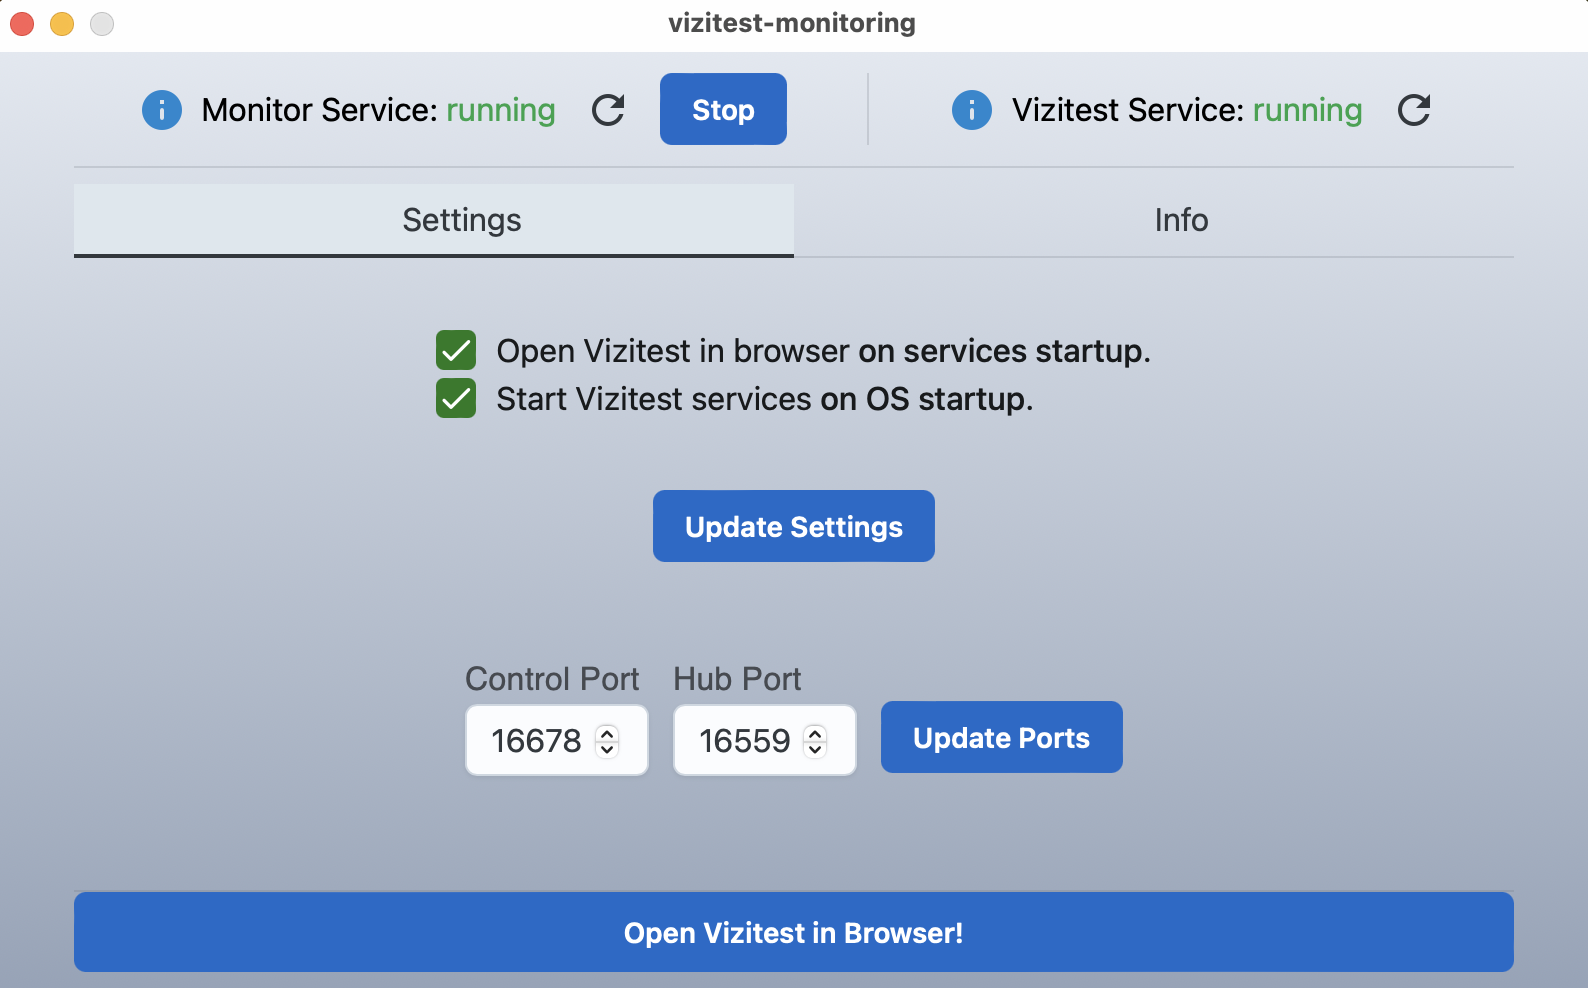 vizitest-monitoring
Monitor Service: running
Stop
Vizitest Service: running
Settings
Info
Open Vizitest in browser on services startup.
Start Vizitest services on OS startup.
Update Settings
Control Port
Hub Port
16678
16559
Update Ports
Open Vizitest in Browser!